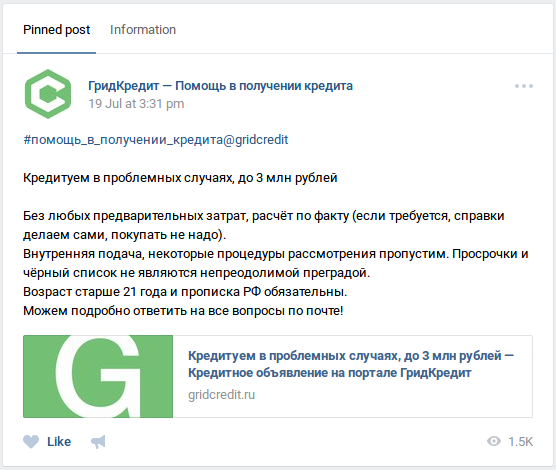 Pinned post Information
ГридКредит — Помощь в получении кредита
19 Jul at 3:31 pm
#помощь_в_получении_кредита@gridcredit
Кредитуем в проблемных случаях, до 3 млн рублей
Без любых предварительных затрат, расчёт по факту (если требуется, справки
делаем сами, покупать не надо).
Внутренняя подача, некоторые процедуры рассмотрения пропустим. Просрочки и
чёрный список не являются непреодолимой преградой.
Возраст старше 21 года и прописка РФ обязательны.
Можем подробно ответить на все вопросы по почте!
G
Кредитуем в проблемных случаях, до 3 млн рублей —
Кредитное объявление на портале ГридКредит
gridcredit.ru
Like 1.5K